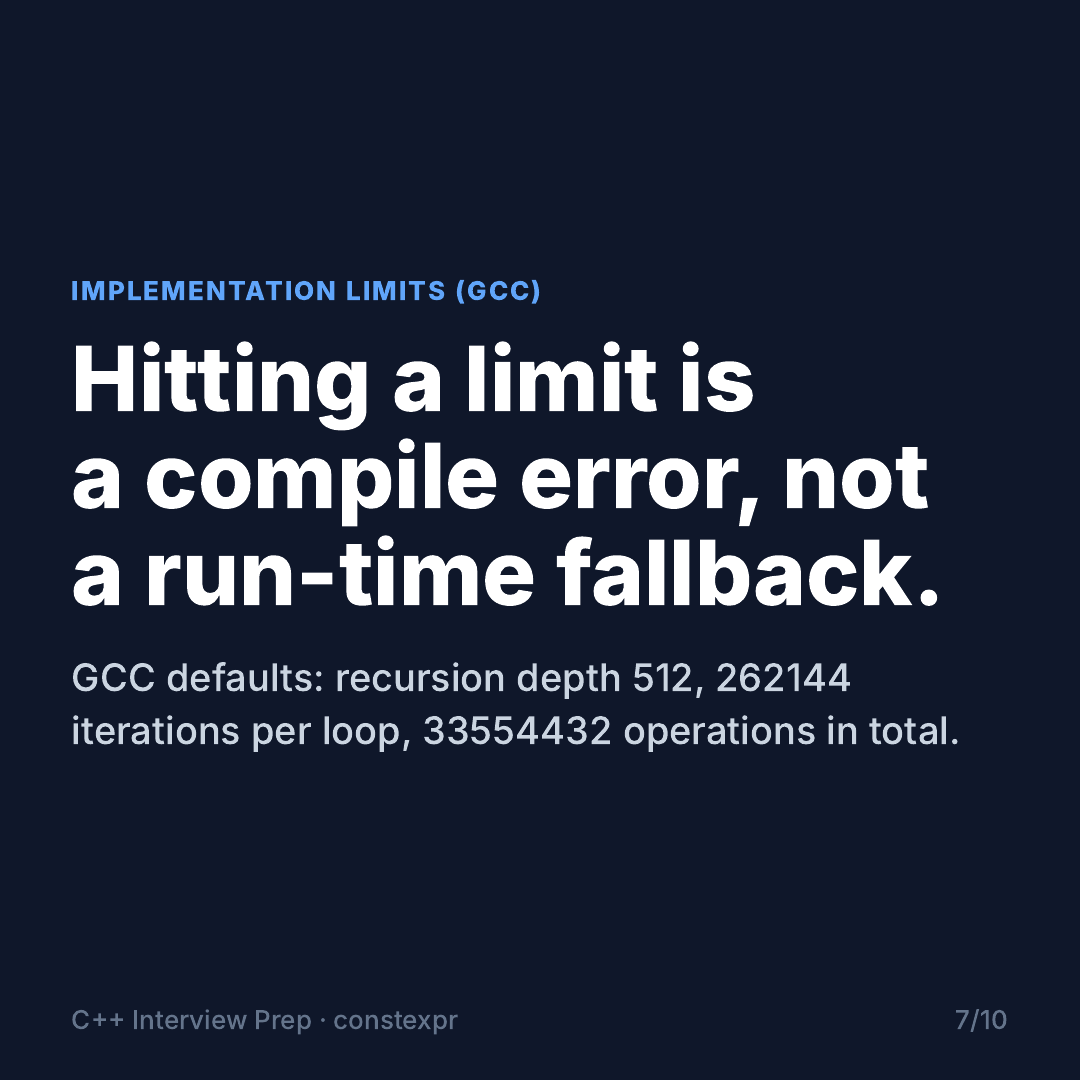 IMPLEMENTATION LIMITS (GCC)
Hitting a limit is
a compile error, not
a run-time fallback.
GCC defaults: recursion depth 512, 262144
iterations per loop, 33554432 operations in total.
C++ Interview Prep · constexpr
7/10